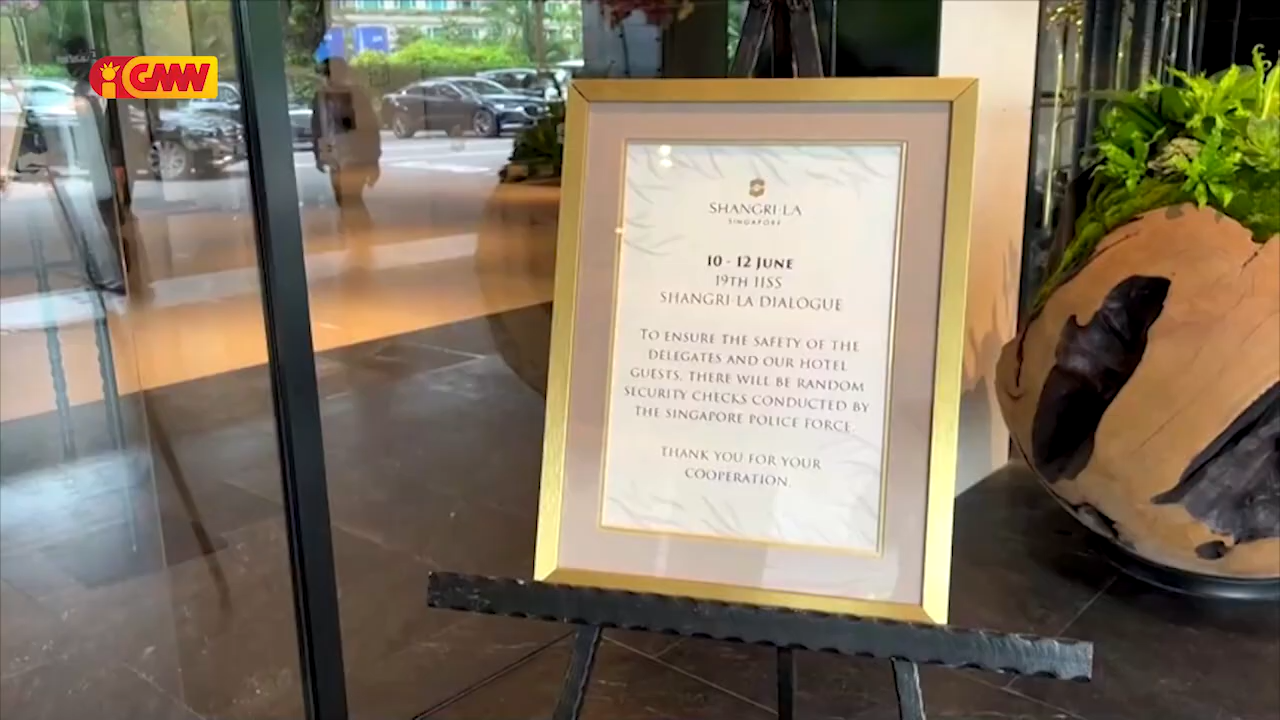 iGMW
SHANGRI-LA
SINGAPORE
10 - 12 JUNE
19TH IISS
SHANGRI-LA DIALOGUE
TO ENSURE THE SAFETY OF THE
DELEGATES AND OUR HOTEL
GUESTS, THERE WILL BE RANDOM
SECURITY CHECKS CONDUCTED BY
THE SINGAPORE POLICE FORCE.
THANK YOU FOR YOUR
COOPERATION.